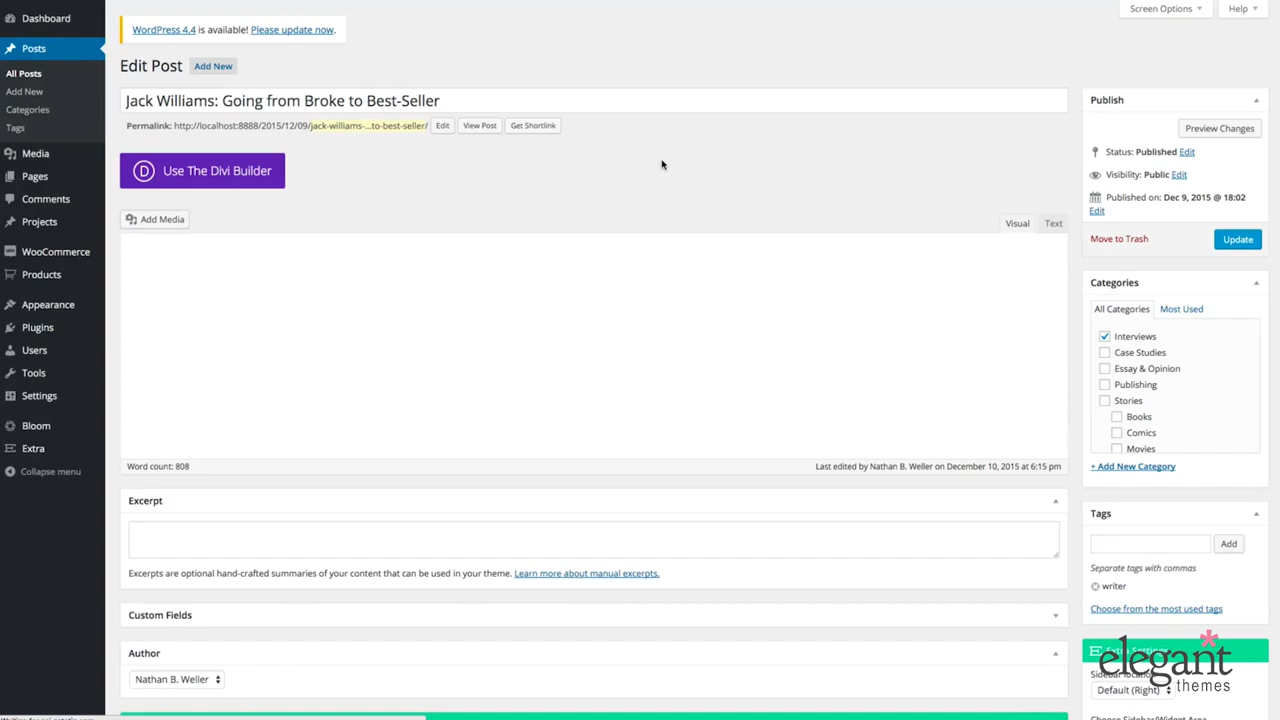 Screen Options
Help
Dashboard
Posts
All Posts
Add New
Categories
Tags
Media
Pages
Comments
Projects
WooCommerce
Products
Appearance
Plugins
Users
Tools
Settings
Bloom
Extra
Collapse menu
WordPress 4.4 is available! Please update now.
Edit Post Add New
Jack Williams: Going from Broke to Best-Seller
Permalink: http://localhost:8888/2015/12/09/jack-williams-...to-best-seller/ Edit View Post Get Shortlink
D Use The Divi Builder
Add Media
Visual Text
Word count: 808
Last edited by Nathan B. Weller on December 10, 2015 at 6:15 pm
Excerpt
Excerpts are optional hand-crafted summaries of your content that can be used in your theme. Learn more about manual excerpts.
Custom Fields
Author
Nathan B. Weller
Publish
Preview Changes
Status: Published Edit
Visibility: Public Edit
Published on: Dec 9, 2015 @ 18:02
Edit
Move to Trash Update
Categories
All Categories Most Used
Interviews
Case Studies
Essay & Opinion
Publishing
Stories
Books
Comics
Movies
+ Add New Category
Tags
Add
Separate tags with commas
writer
Choose from the most used tags
Extra Settings
Sidebar location
Default (Right)
elegant
themes